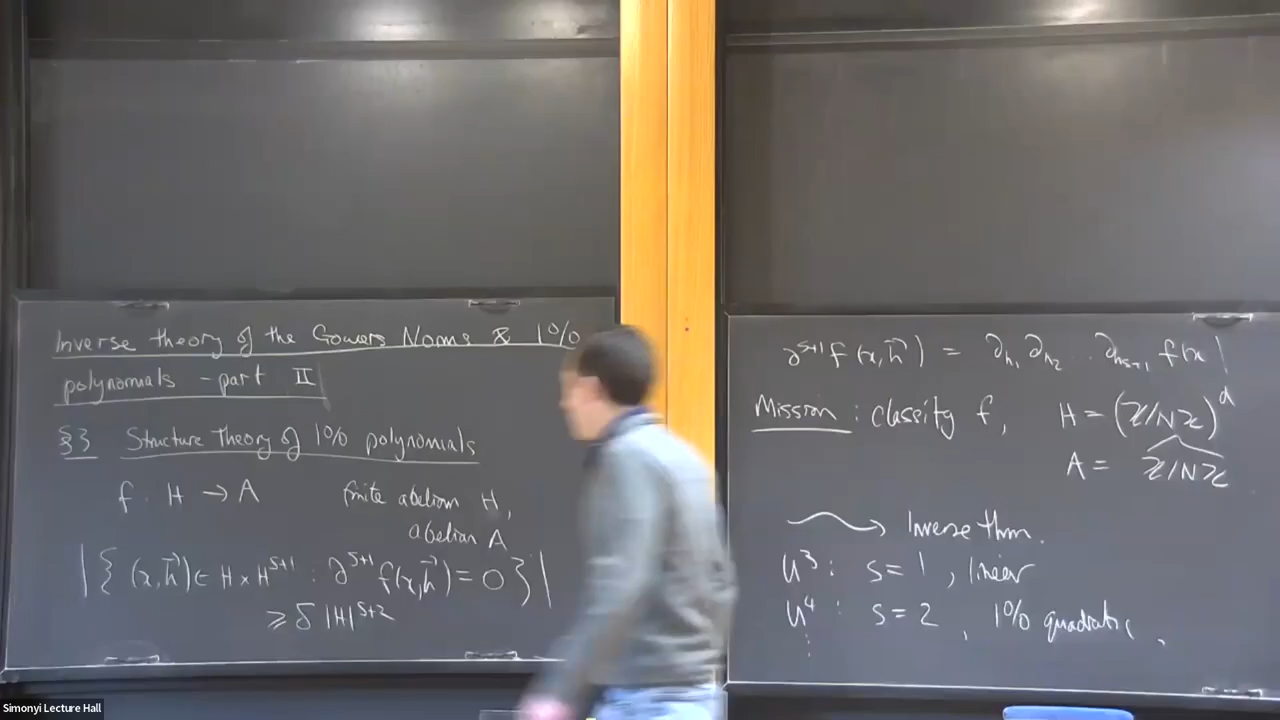 Inverse theory of the Gowers Norms & 1%
polynomials - part II
§3 Structure Theory of 1% polynomials
f : H → A finite abelian H,
abelian A
|{(x,h⃗) ∈ H × H^{s+1} : ∂^{s+1} f(x,h⃗) = 0}|
≥ δ |H|^{s+2}
∂^{s+1} f(x,h⃗) = ∂_{h_1} ∂_{h_2} ... ∂_{h_{s+1}} f(x)
Mission : classify f, H = (ℤ/Nℤ)^d
A = ℤ/Nℤ
⇝ Inverse thm.
U^3 : s = 1, linear
U^4 : s = 2, 1% quadratic,
⋮
Simonyi Lecture Hall